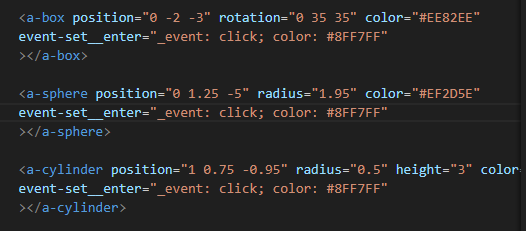 <a-box position="0 -2 -3" rotation="0 35 35" color="#EE82EE"
event-set__enter="_event: click; color: #8FF7FF"
></a-box>
<a-sphere position="0 1.25 -5" radius="1.95" color="#EF2D5E"
event-set__enter="_event: click; color: #8FF7FF"
></a-sphere>
<a-cylinder position="1 0.75 -0.95" radius="0.5" height="3" color
event-set__enter="_event: click; color: #8FF7FF"
></a-cylinder>